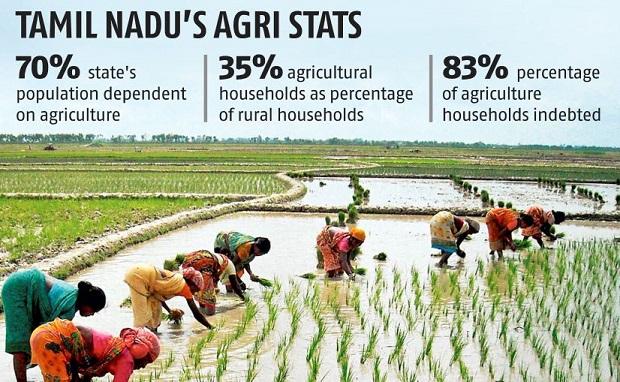 TAMIL NADU'S AGRI STATS
70% state's
population dependent
on agriculture
35% agricultural
households as percentage
of rural households
83% percentage
of agriculture
households indebted